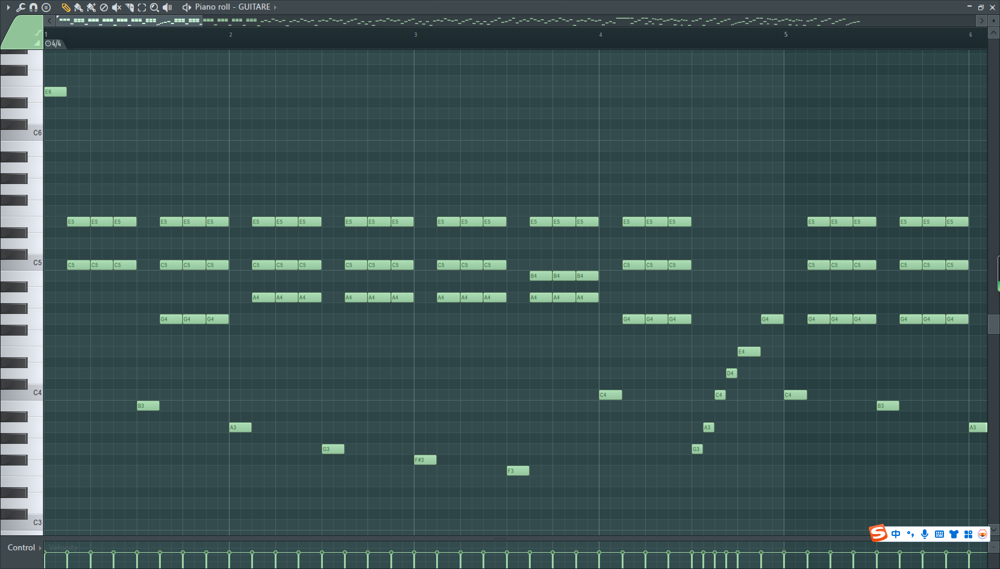 Piano roll - GUITARE
1 2 3 4 5 6
4/4
E6
C6
E5 E5 E5 E5 E5 E5 E5 E5 E5 E5 E5 E5 E5 E5 E5 E5 E5 E5 E5 E5 E5 E5 E5 E5 E5 E5 E5
C5 C5 C5 C5 C5 C5 C5 C5 C5 C5 C5 C5 C5 C5 C5 C5 C5 C5 C5 C5 C5 C5 C5 C5 C5
B4 B4 B4
A4 A4 A4 A4 A4 A4 A4 A4 A4 A4 A4 A4
G4 G4 G4 G4 G4 G4 G4 G4 G4 G4 G4 G4 G4
E4
D4
C4 C4 C4 C4
B3 B3
A3 A3 A3
G3 G3
F#3
F3
C3
中
Control Velocity